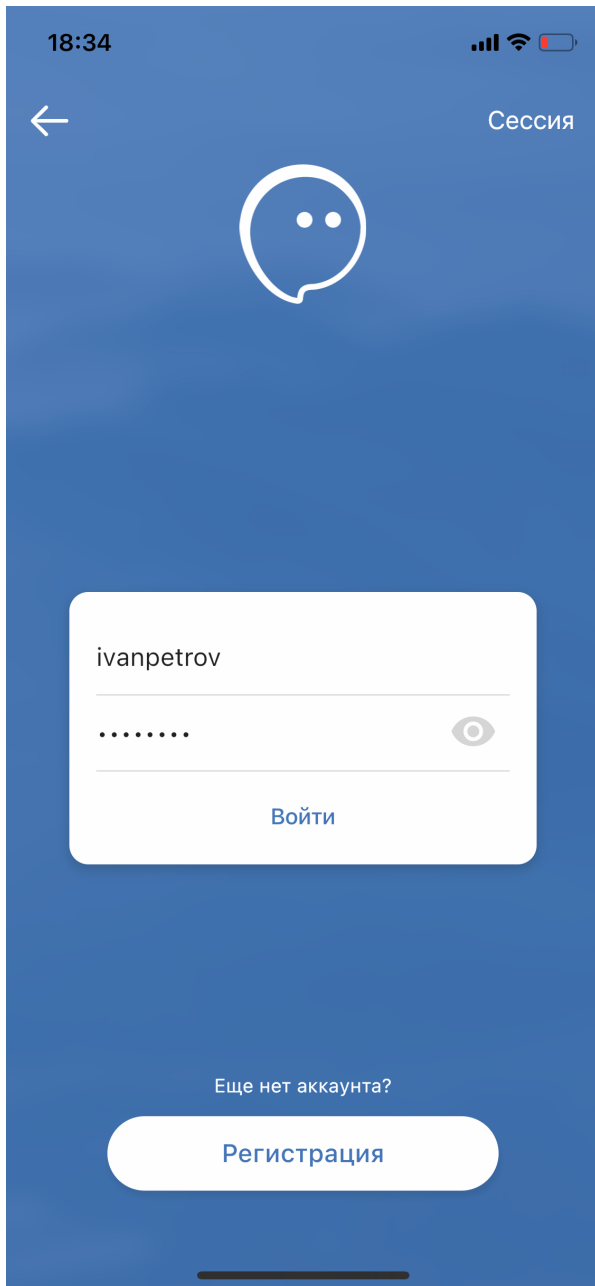 18:34
Сессия
ivanpetrov
••••••••
Войти
Еще нет аккаунта?
Регистрация